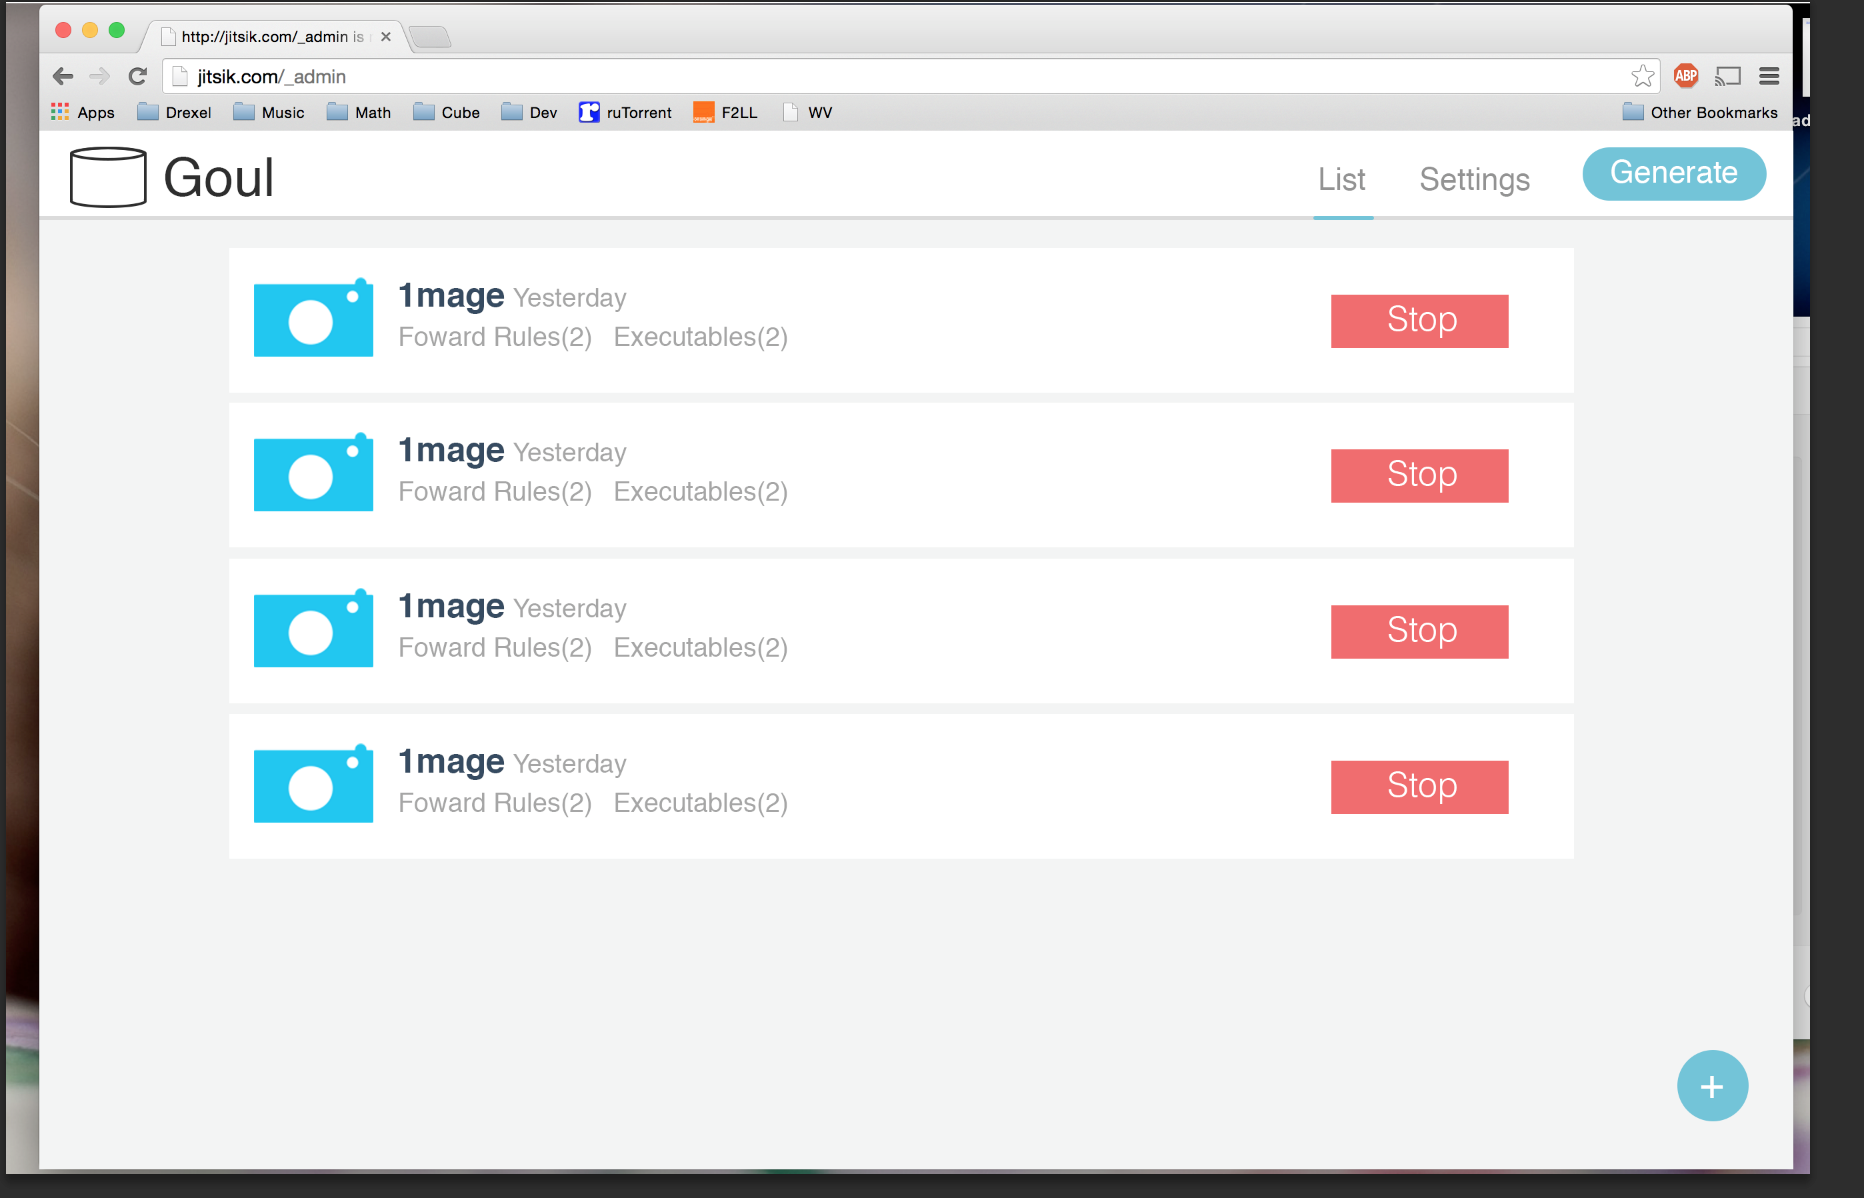 http://jitsik.com/_admin is
jitsik.com/_admin
ABP
Apps Drexel Music Math Cube Dev ruTorrent F2LL WV Other Bookmarks
ad
Goul List Settings Generate
1mage Yesterday
Foward Rules(2) Executables(2)
Stop
1mage Yesterday
Foward Rules(2) Executables(2)
Stop
1mage Yesterday
Foward Rules(2) Executables(2)
Stop
1mage Yesterday
Foward Rules(2) Executables(2)
Stop
+